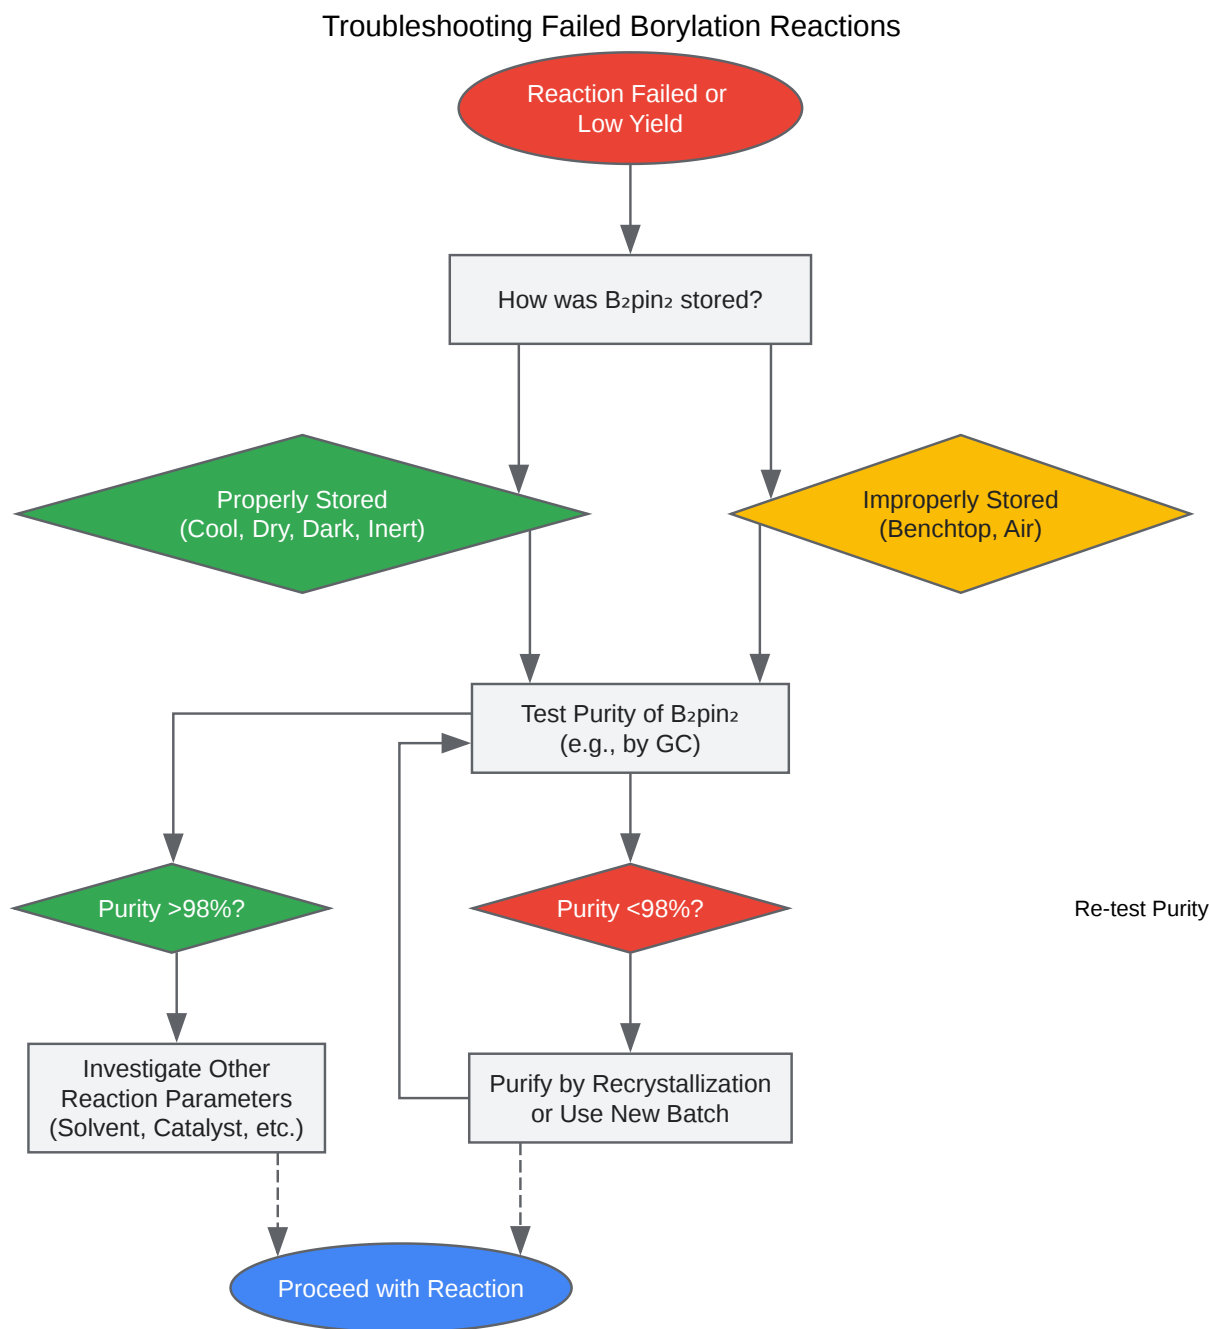 Troubleshooting Failed Borylation Reactions
Reaction Failed or
Low Yield
How was B₂pin₂ stored?
Properly Stored
(Cool, Dry, Dark, Inert)
Improperly Stored
(Benchtop, Air)
Test Purity of B₂pin₂
(e.g., by GC)
Purity >98%?
Purity <98%?
Re-test Purity
Investigate Other
Reaction Parameters
(Solvent, Catalyst, etc.)
Purify by Recrystallization
or Use New Batch
Proceed with Reaction